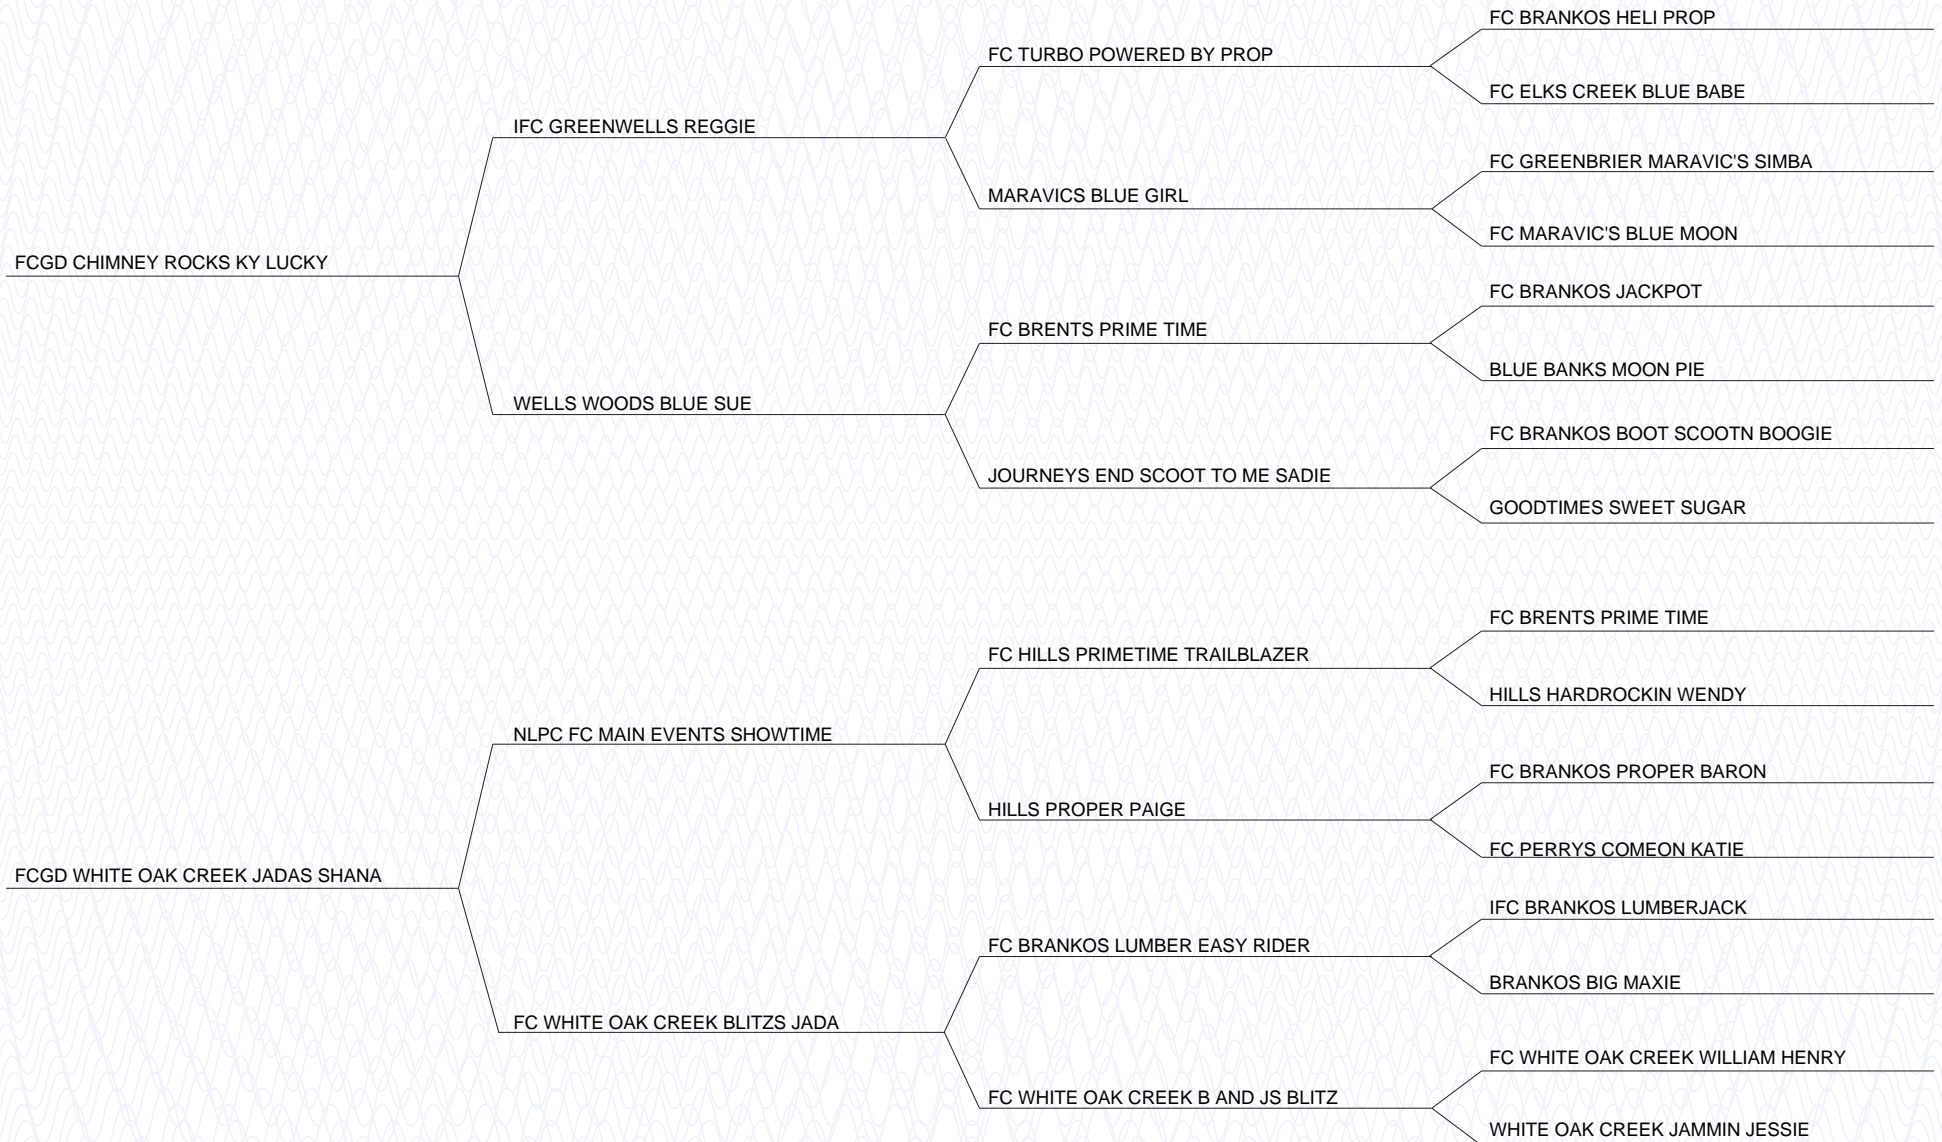 FC BRANKOS HELI PROP
FC TURBO POWERED BY PROP
FC ELKS CREEK BLUE BABE
IFC GREENWELLS REGGIE
FC GREENBRIER MARAVIC'S SIMBA
MARAVICS BLUE GIRL
FC MARAVIC'S BLUE MOON
FCGD CHIMNEY ROCKS KY LUCKY
FC BRANKOS JACKPOT
FC BRENTS PRIME TIME
BLUE BANKS MOON PIE
WELLS WOODS BLUE SUE
FC BRANKOS BOOT SCOOTN BOOGIE
JOURNEYS END SCOOT TO ME SADIE
GOODTIMES SWEET SUGAR
FC BRENTS PRIME TIME
FC HILLS PRIMETIME TRAILBLAZER
HILLS HARDROCKIN WENDY
NLPC FC MAIN EVENTS SHOWTIME
FC BRANKOS PROPER BARON
HILLS PROPER PAIGE
FC PERRYS COMEON KATIE
FCGD WHITE OAK CREEK JADAS SHANA
IFC BRANKOS LUMBERJACK
FC BRANKOS LUMBER EASY RIDER
BRANKOS BIG MAXIE
FC WHITE OAK CREEK BLITZS JADA
FC WHITE OAK CREEK WILLIAM HENRY
FC WHITE OAK CREEK B AND JS BLITZ
WHITE OAK CREEK JAMMIN JESSIE